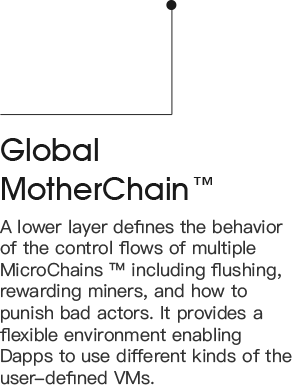 Global
MotherChain™
A lower layer defines the behavior
of the control flows of multiple
MicroChains ™ including flushing,
rewarding miners, and how to
punish bad actors. It provides a
flexible environment enabling
Dapps to use different kinds of the
user-defined VMs.